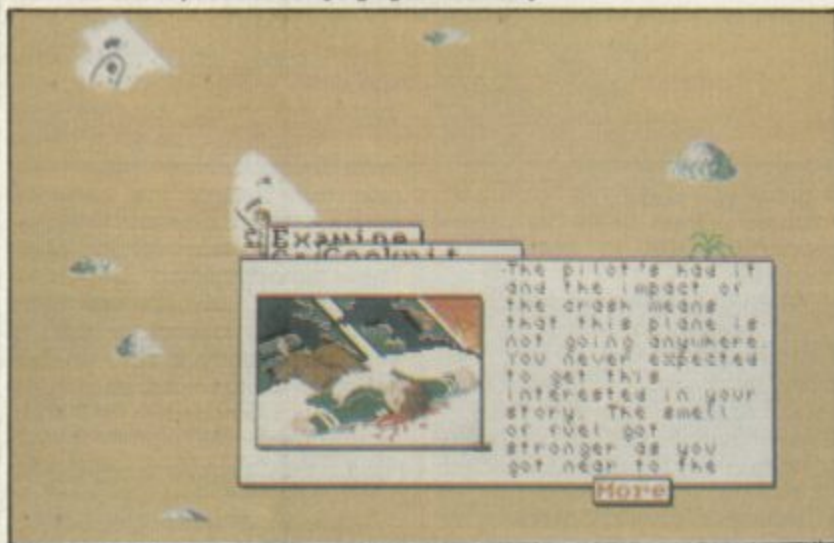 Examine
Cockpit
The pilot's had it
and the impact of
the crash means
that this plane is
not going anywhere.
You never expected
to get this
interested in your
story. The smell
of fuel got
stronger as you
got near to the
More